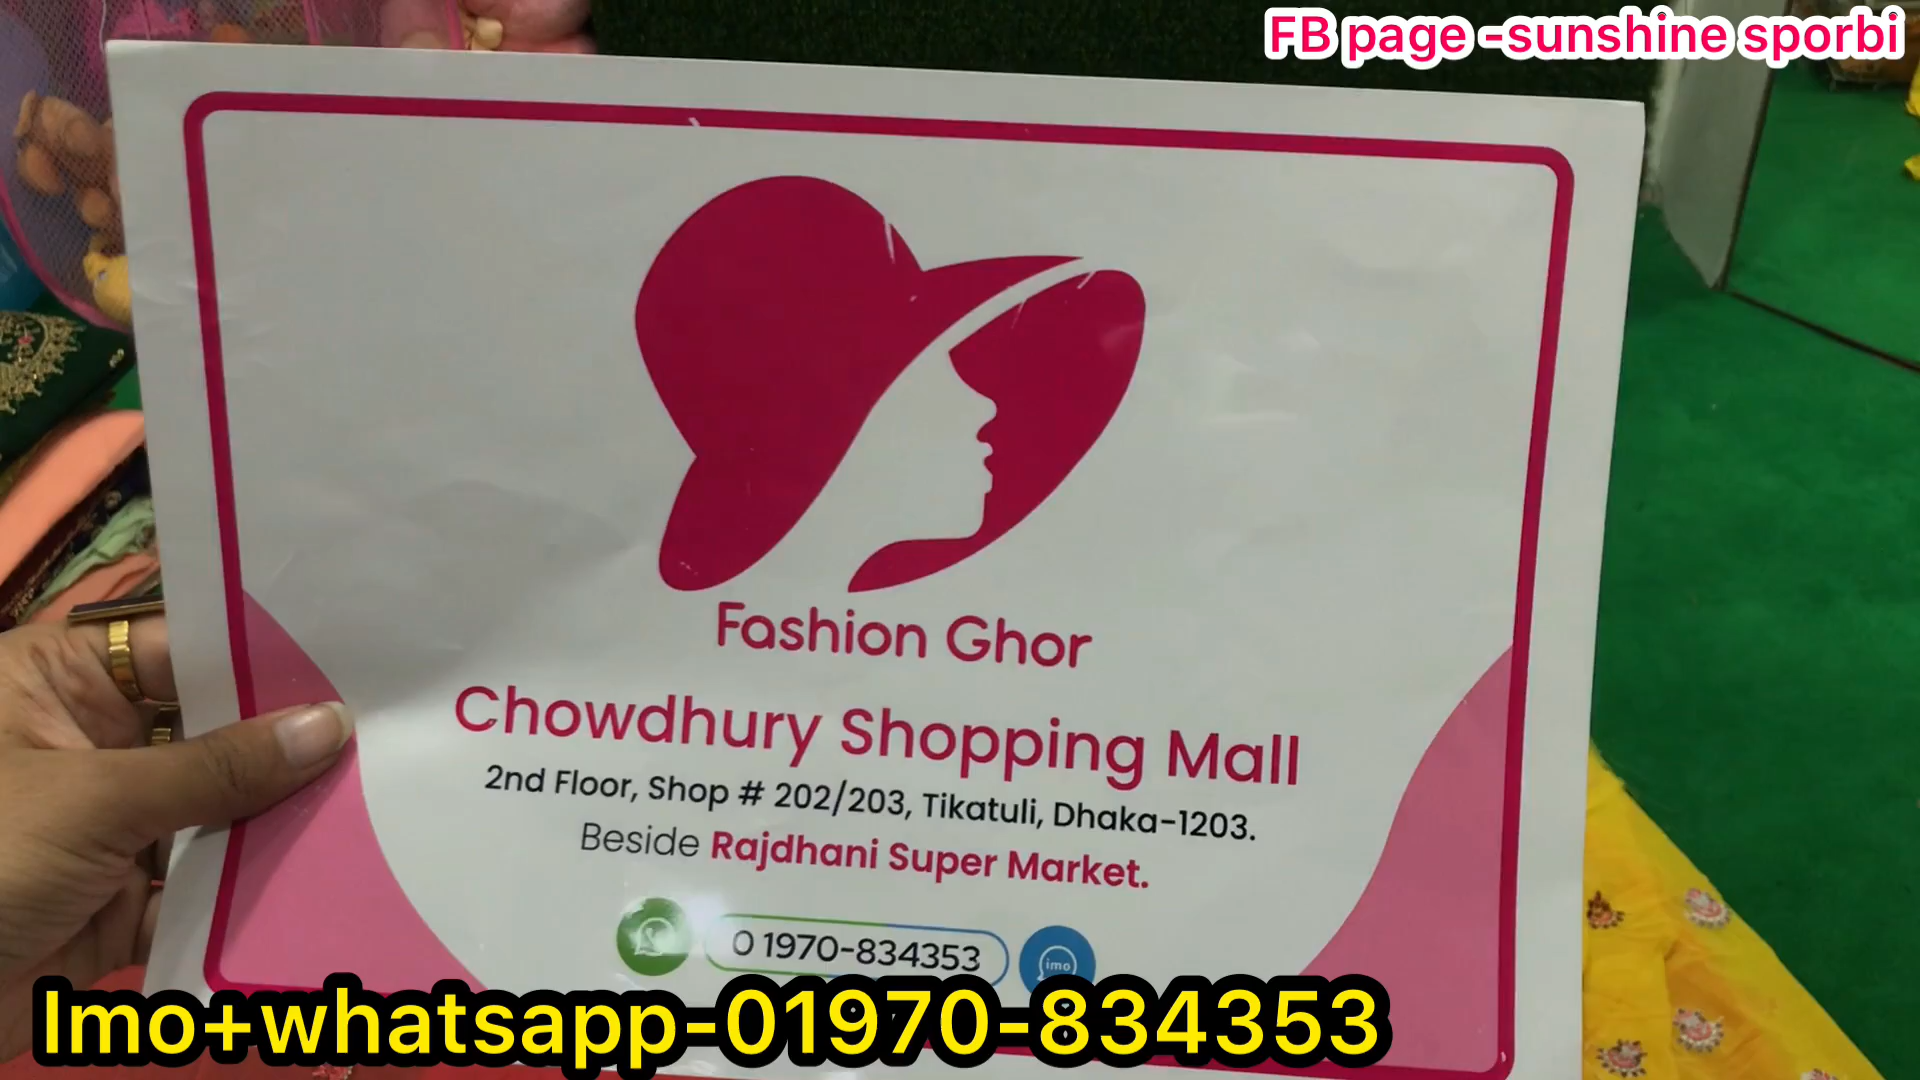 FB page -sunshine sporbi
Fashion Ghor
Chowdhury Shopping Mall
2nd Floor, Shop # 202/203, Tikatuli, Dhaka-1203.
Beside Rajdhani Super Market.
01970-834353
imo
Imo+whatsapp-01970-834353